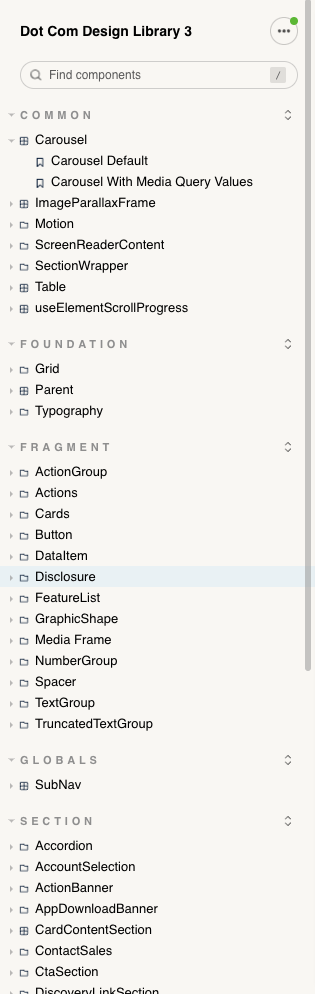 Dot Com Design Library 3
Find components /
COMMON
Carousel
Carousel Default
Carousel With Media Query Values
ImageParallaxFrame
Motion
ScreenReaderContent
SectionWrapper
Table
useElementScrollProgress
FOUNDATION
Grid
Parent
Typography
FRAGMENT
ActionGroup
Actions
Cards
Button
DataItem
Disclosure
FeatureList
GraphicShape
Media Frame
NumberGroup
Spacer
TextGroup
TruncatedTextGroup
GLOBALS
SubNav
SECTION
Accordion
AccountSelection
ActionBanner
AppDownloadBanner
CardContentSection
ContactSales
CtaSection
DiscoveryLinkSection